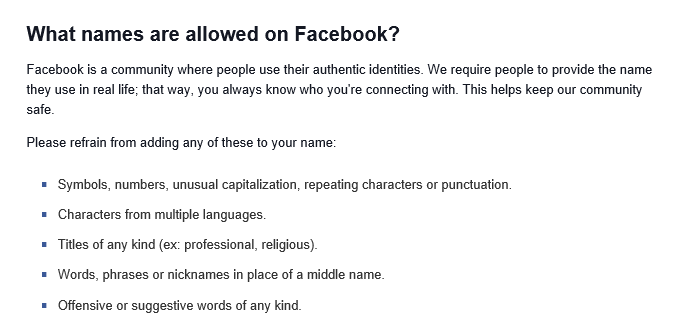 What names are allowed on Facebook?
Facebook is a community where people use their authentic identities. We require people to provide the name
they use in real life; that way, you always know who you're connecting with. This helps keep our community
safe.
Please refrain from adding any of these to your name:
Symbols, numbers, unusual capitalization, repeating characters or punctuation.
Characters from multiple languages.
Titles of any kind (ex: professional, religious).
Words, phrases or nicknames in place of a middle name.
Offensive or suggestive words of any kind.